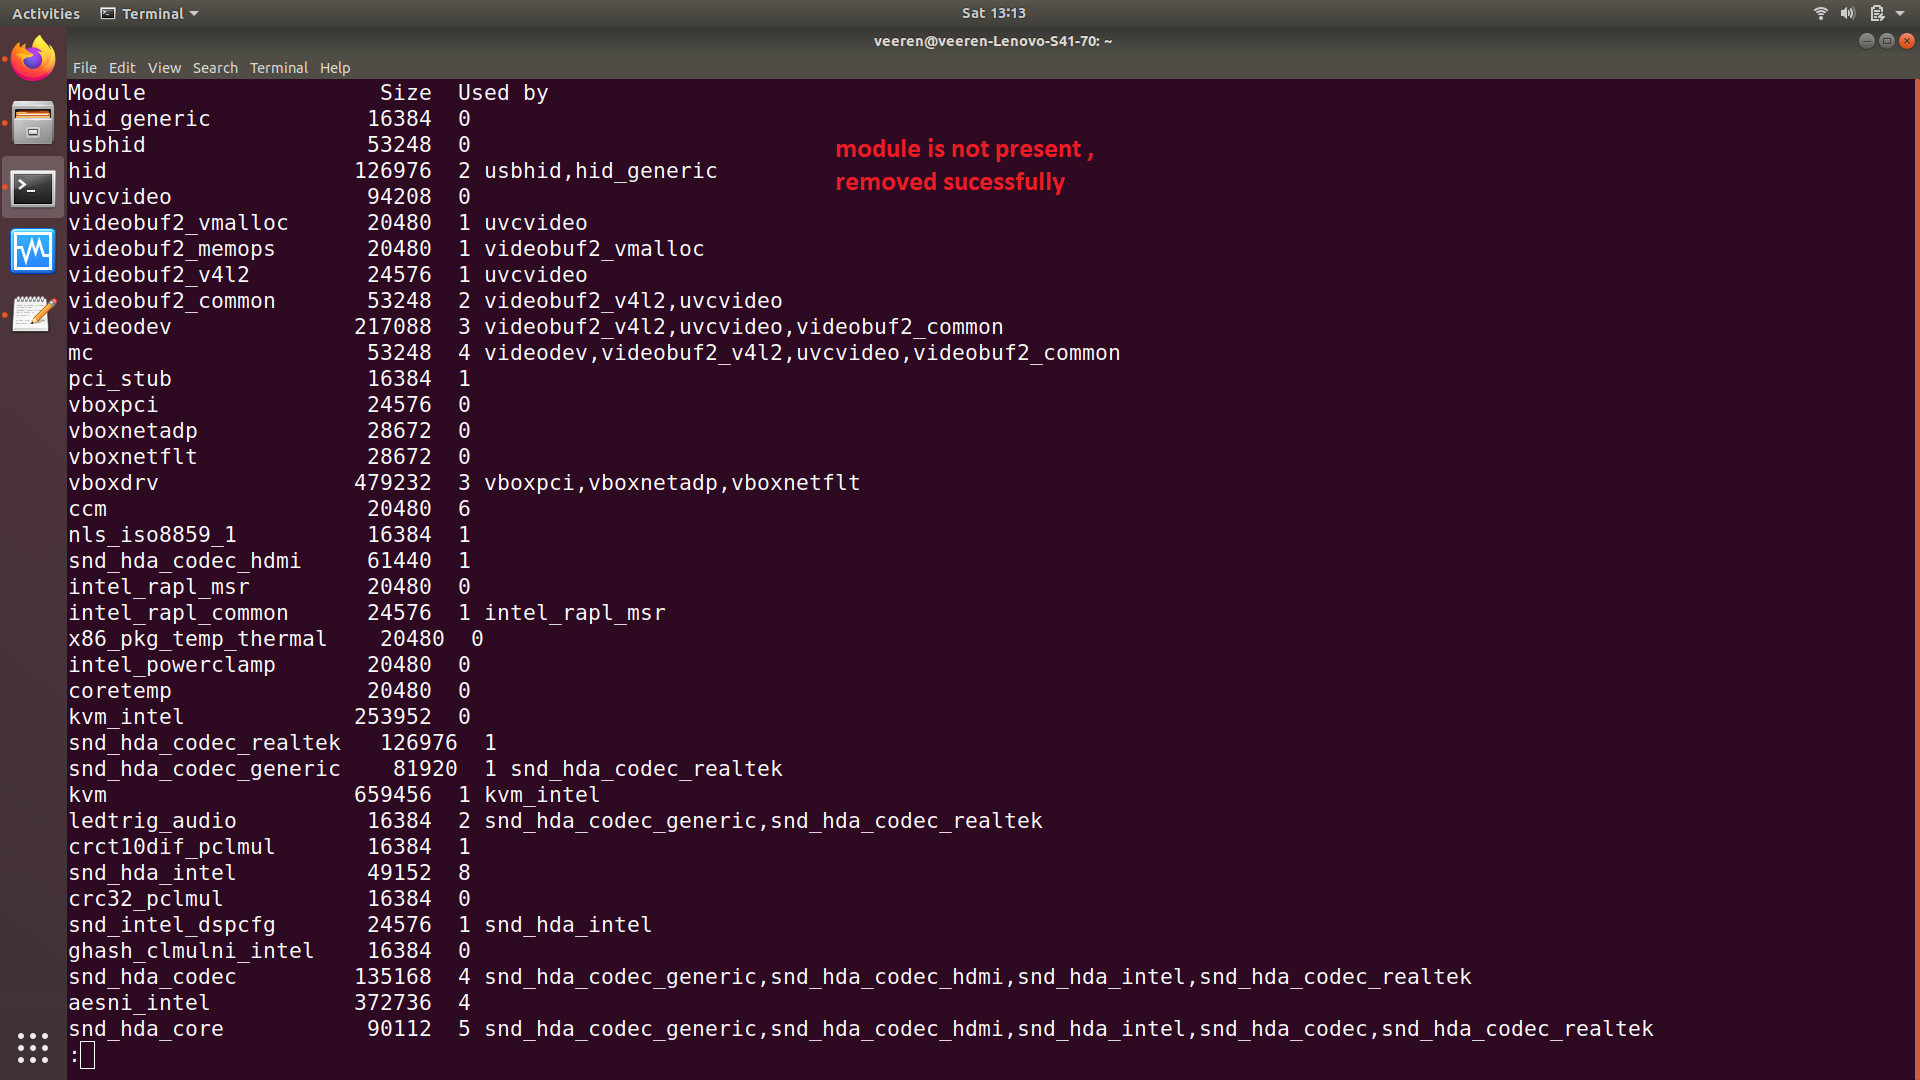 Activities Terminal Sat 13:13
veeren@veeren-Lenovo-S41-70: ~
File Edit View Search Terminal Help
Module Size Used by
hid_generic 16384 0
usbhid 53248 0
module is not present ,
hid 126976 2 usbhid,hid_generic
removed sucessfully
uvcvideo 94208 0
videobuf2_vmalloc 20480 1 uvcvideo
videobuf2_memops 20480 1 videobuf2_vmalloc
videobuf2_v4l2 24576 1 uvcvideo
videobuf2_common 53248 2 videobuf2_v4l2,uvcvideo
videodev 217088 3 videobuf2_v4l2,uvcvideo,videobuf2_common
mc 53248 4 videodev,videobuf2_v4l2,uvcvideo,videobuf2_common
pci_stub 16384 1
vboxpci 24576 0
vboxnetadp 28672 0
vboxnetflt 28672 0
vboxdrv 479232 3 vboxpci,vboxnetadp,vboxnetflt
ccm 20480 6
nls_iso8859_1 16384 1
snd_hda_codec_hdmi 61440 1
intel_rapl_msr 20480 0
intel_rapl_common 24576 1 intel_rapl_msr
x86_pkg_temp_thermal 20480 0
intel_powerclamp 20480 0
coretemp 20480 0
kvm_intel 253952 0
snd_hda_codec_realtek 126976 1
snd_hda_codec_generic 81920 1 snd_hda_codec_realtek
kvm 659456 1 kvm_intel
ledtrig_audio 16384 2 snd_hda_codec_generic,snd_hda_codec_realtek
crct10dif_pclmul 16384 1
snd_hda_intel 49152 8
crc32_pclmul 16384 0
snd_intel_dspcfg 24576 1 snd_hda_intel
ghash_clmulni_intel 16384 0
snd_hda_codec 135168 4 snd_hda_codec_generic,snd_hda_codec_hdmi,snd_hda_intel,snd_hda_codec_realtek
aesni_intel 372736 4
snd_hda_core 90112 5 snd_hda_codec_generic,snd_hda_codec_hdmi,snd_hda_intel,snd_hda_codec,snd_hda_codec_realtek
: